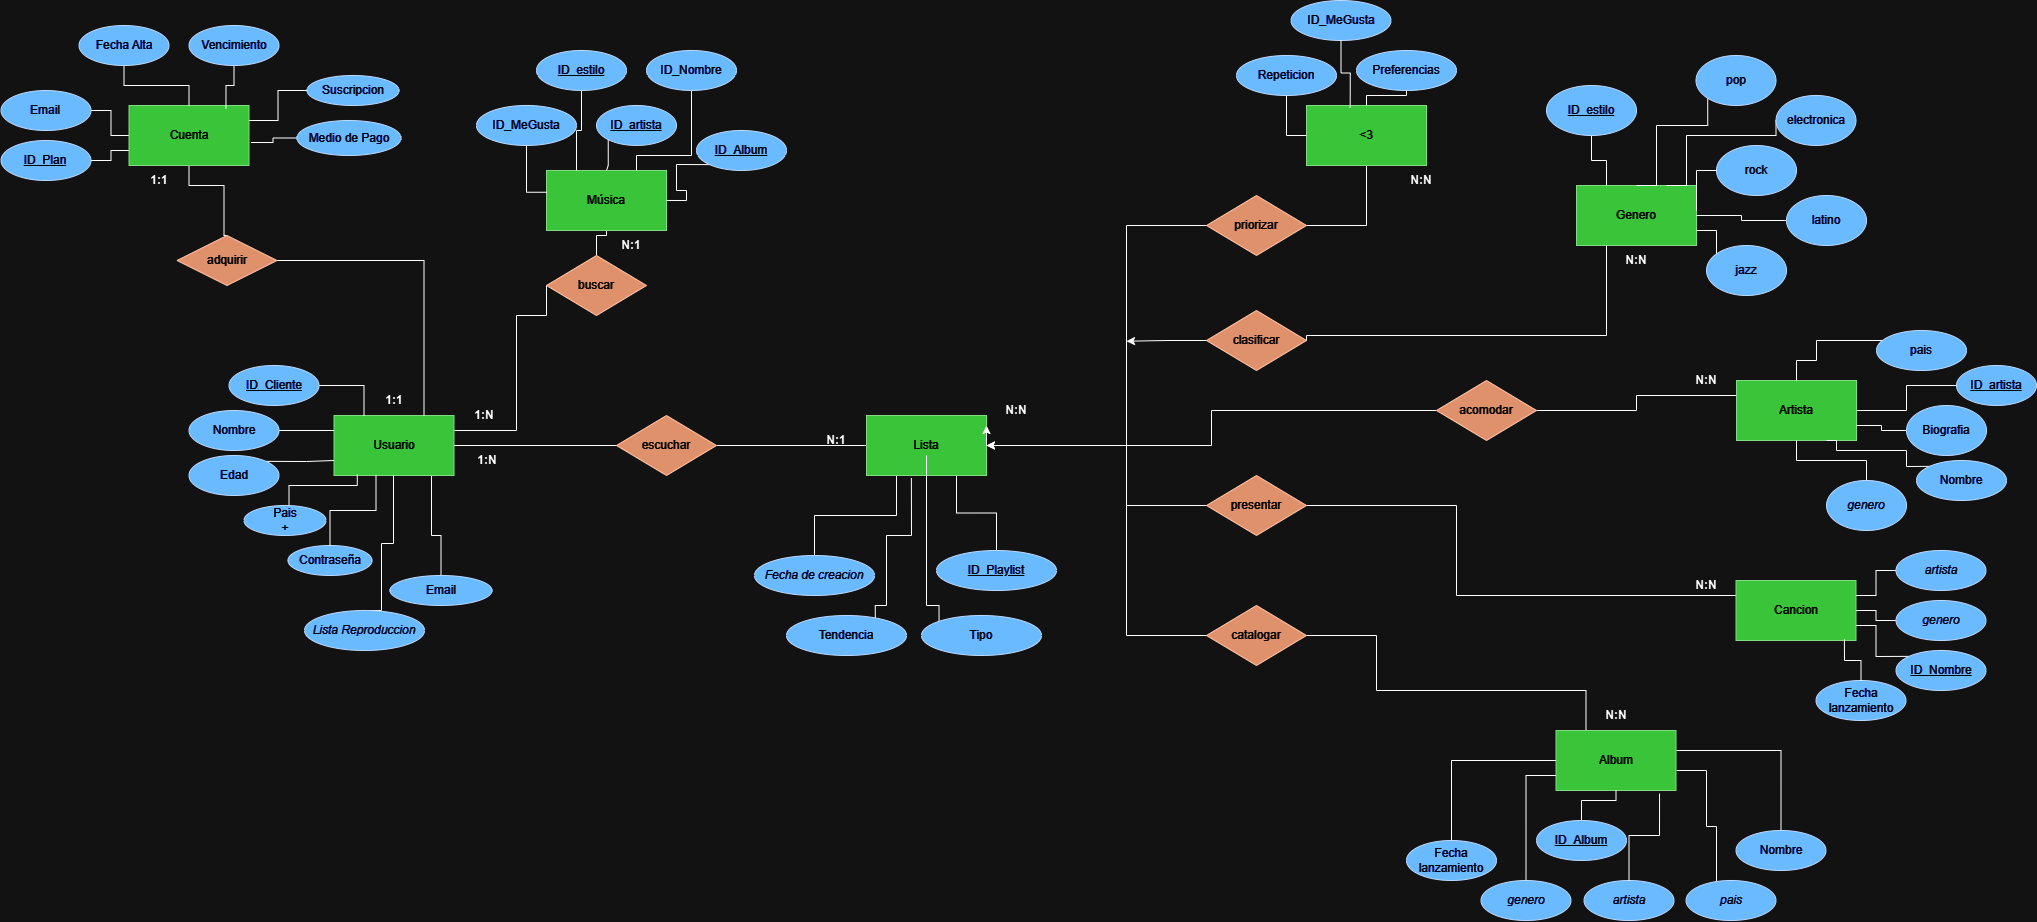 ID_MeGusta
Fecha Alta
Vencimiento
ID_estilo
ID_Nombre
Repeticion
Preferencias
pop
Email
Suscripcion
ID_MeGusta
ID_artista
ID_estilo
electronica
Cuenta
Medio de Pago
<3
ID_Plan
ID_Album
rock
1:1
N:N
Música
Genero
latino
priorizar
N:1
adquirir
N:N
jazz
buscar
clasificar
pais
ID_Cliente
1:1
N:N
ID_artista
1:N
N:N
acomodar
Artista
Nombre
Biografia
Usuario
escuchar
N:1
Lista
1:N
Edad
Nombre
Pais
+
presentar
genero
Contraseña
Fecha de creacion
ID_Playlist
artista
Email
N:N
Cancion
genero
Lista Reproduccion
Tendencia
Tipo
catalogar
ID_Nombre
Fecha
lanzamiento
N:N
Album
Fecha
lanzamiento
ID_Album
Nombre
genero
artista
pais